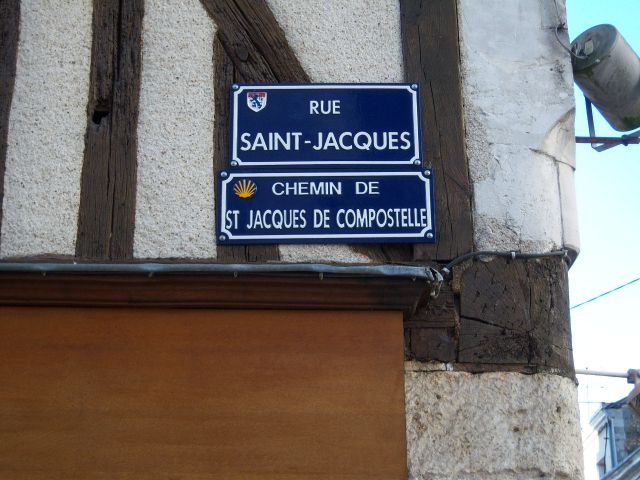 RUE
SAINT-JACQUES
CHEMIN DE
ST JACQUES DE COMPOSTELLE